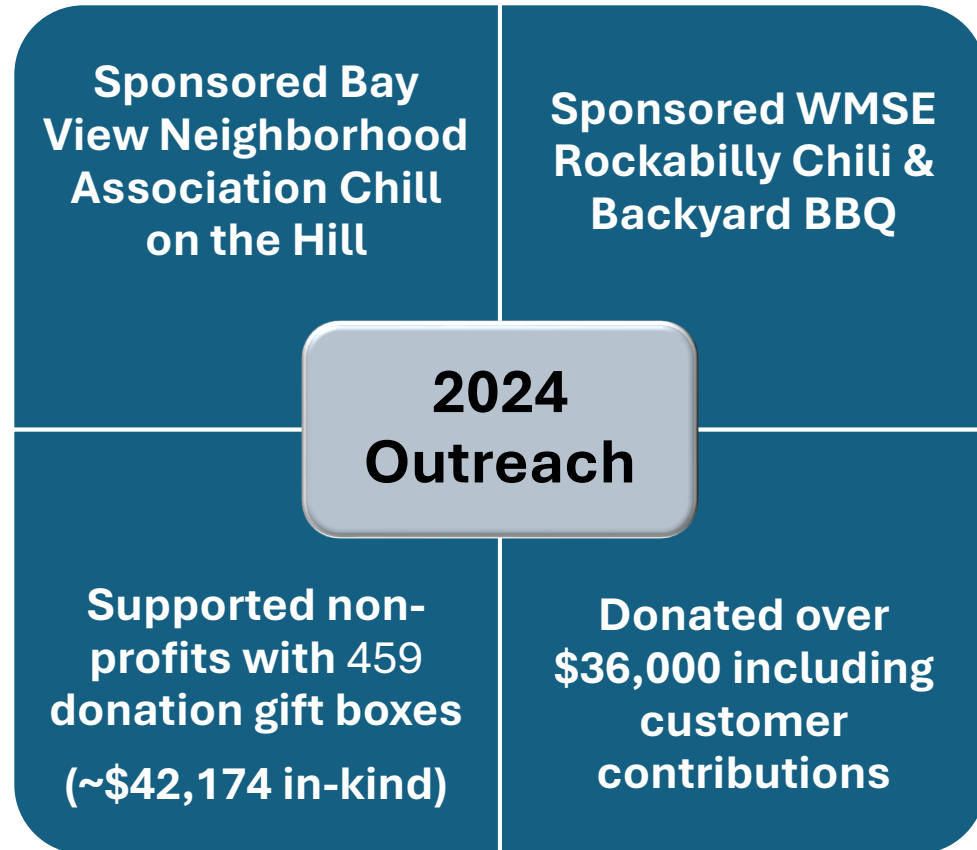 Sponsored Bay
View Neighborhood
Association Chill
on the Hill
Sponsored WMSE
Rockabilly Chili &
Backyard BBQ
2024
Outreach
Supported non-
profits with 459
donation gift boxes
(~$42,174 in-kind)
Donated over
$36,000 including
customer
contributions